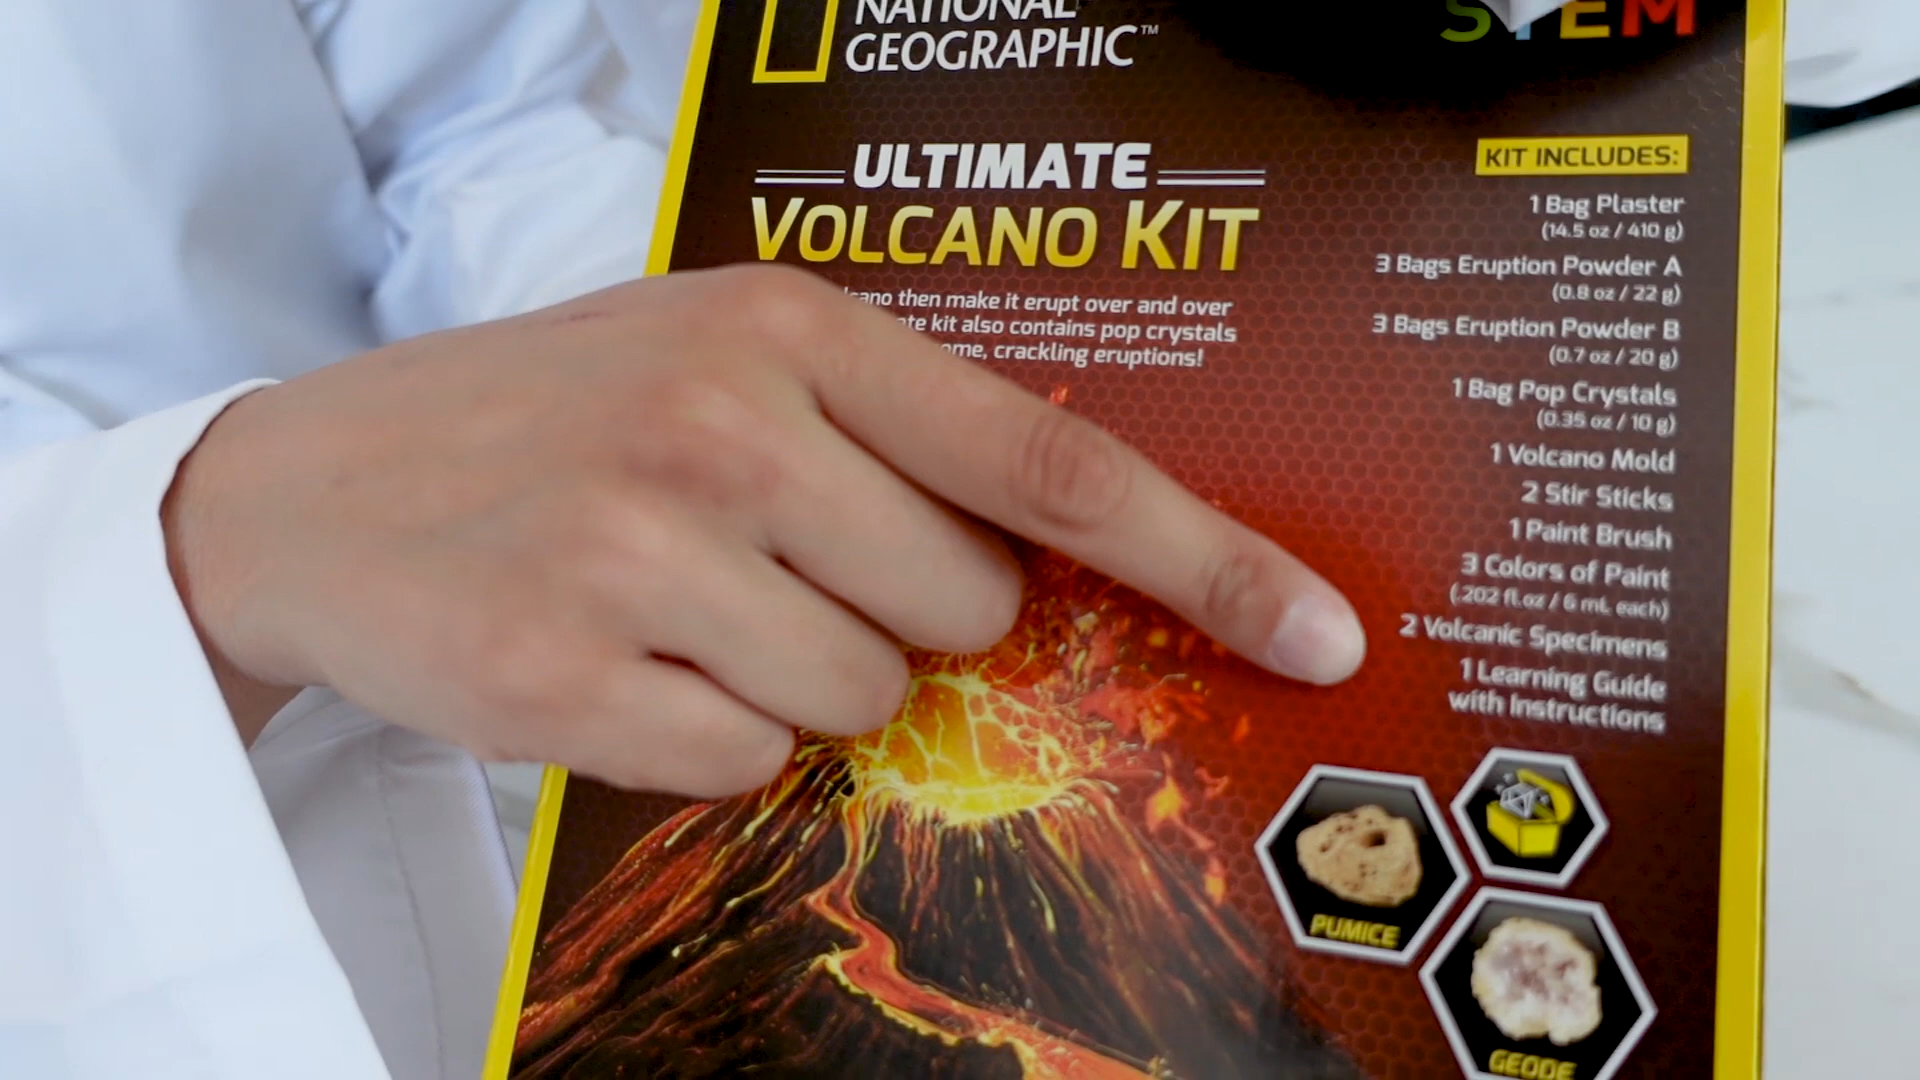 NATIONAL
GEOGRAPHIC™
STEM
ULTIMATE
VOLCANO KIT
then make it erupt over and over
kit also contains pop crystals
crackling eruptions!
KIT INCLUDES:
1 Bag Plaster
(14.5 oz / 410 g)
3 Bags Eruption Powder A
(0.8 oz / 22 g)
3 Bags Eruption Powder B
(0.7 oz / 20 g)
1 Bag Pop Crystals
(0.35 oz / 10 g)
1 Volcano Mold
2 Stir Sticks
1 Paint Brush
3 Colors of Paint
(.202 fl.oz / 6 mL each)
2 Volcanic Specimens
1 Learning Guide
with Instructions
PUMICE
GEODE